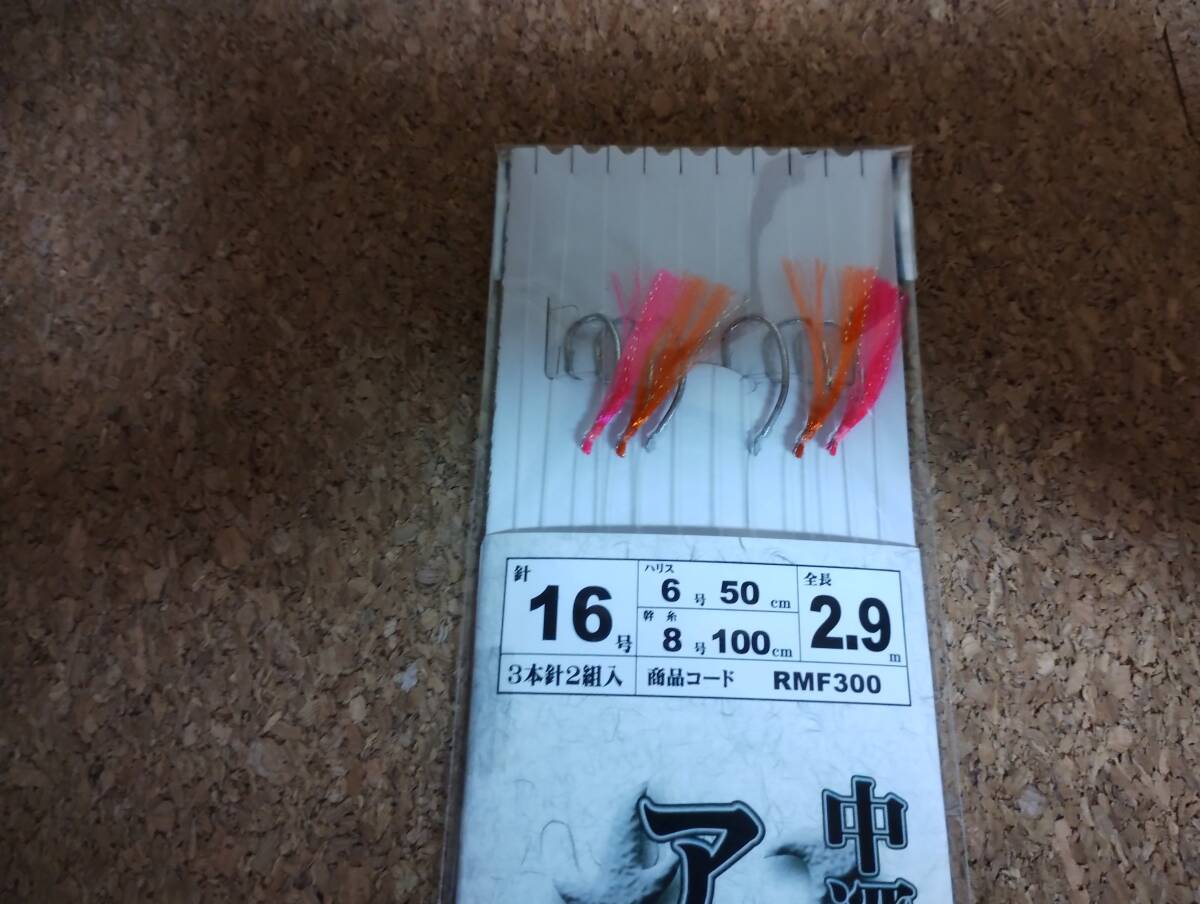 針
16号
ハリス
6号 50cm
幹糸
8号 100cm
全長
2.9m
3本針2組入
商品コード RMF300
中深
ア